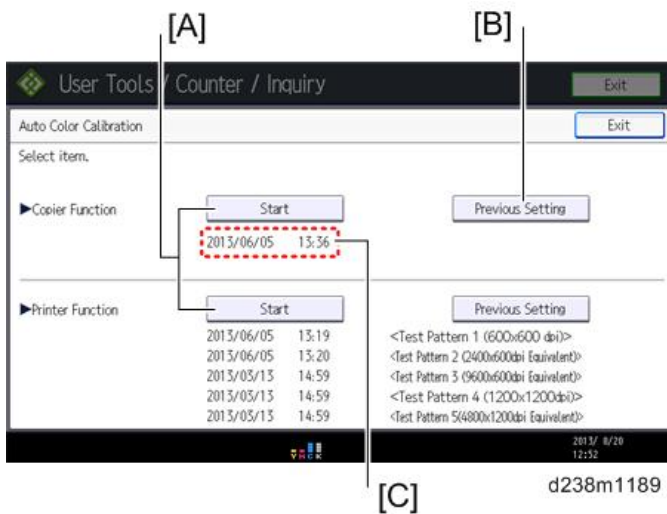 [A] [B]
User Tools / Counter / Inquiry Exit
Auto Color Calibration Exit
Select item.
►Copier Function Start Previous Setting
2013/06/05 13:36
►Printer Function Start Previous Setting
2013/06/05 13:19 <Test Pattern 1 (600x600 dpi)>
2013/06/05 13:20 <Test Pattern 2 (2400x600dpi Equivalent)>
2013/03/13 14:59 <Test Pattern 3 (9600x600dpi Equivalent)>
2013/03/13 14:59 <Test Pattern 4 (1200x1200dpi)>
2013/03/13 14:59 <Test Pattern 5(4800x1200dpi Equivalent)>
Y M C K 2013/ 8/20
12:52
[C] d238m1189